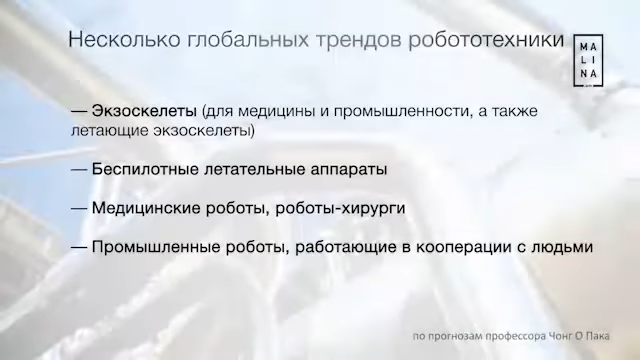 Несколько глобальных трендов робототехники
MA
LI
NA
— Экзоскелеты (для медицины и промышленности, а также
летающие экзоскелеты)
— Беспилотные летательные аппараты
— Медицинские роботы, роботы-хирурги
— Промышленные роботы, работающие в кооперации с людьми
по прогнозам профессора Чонг О Пака